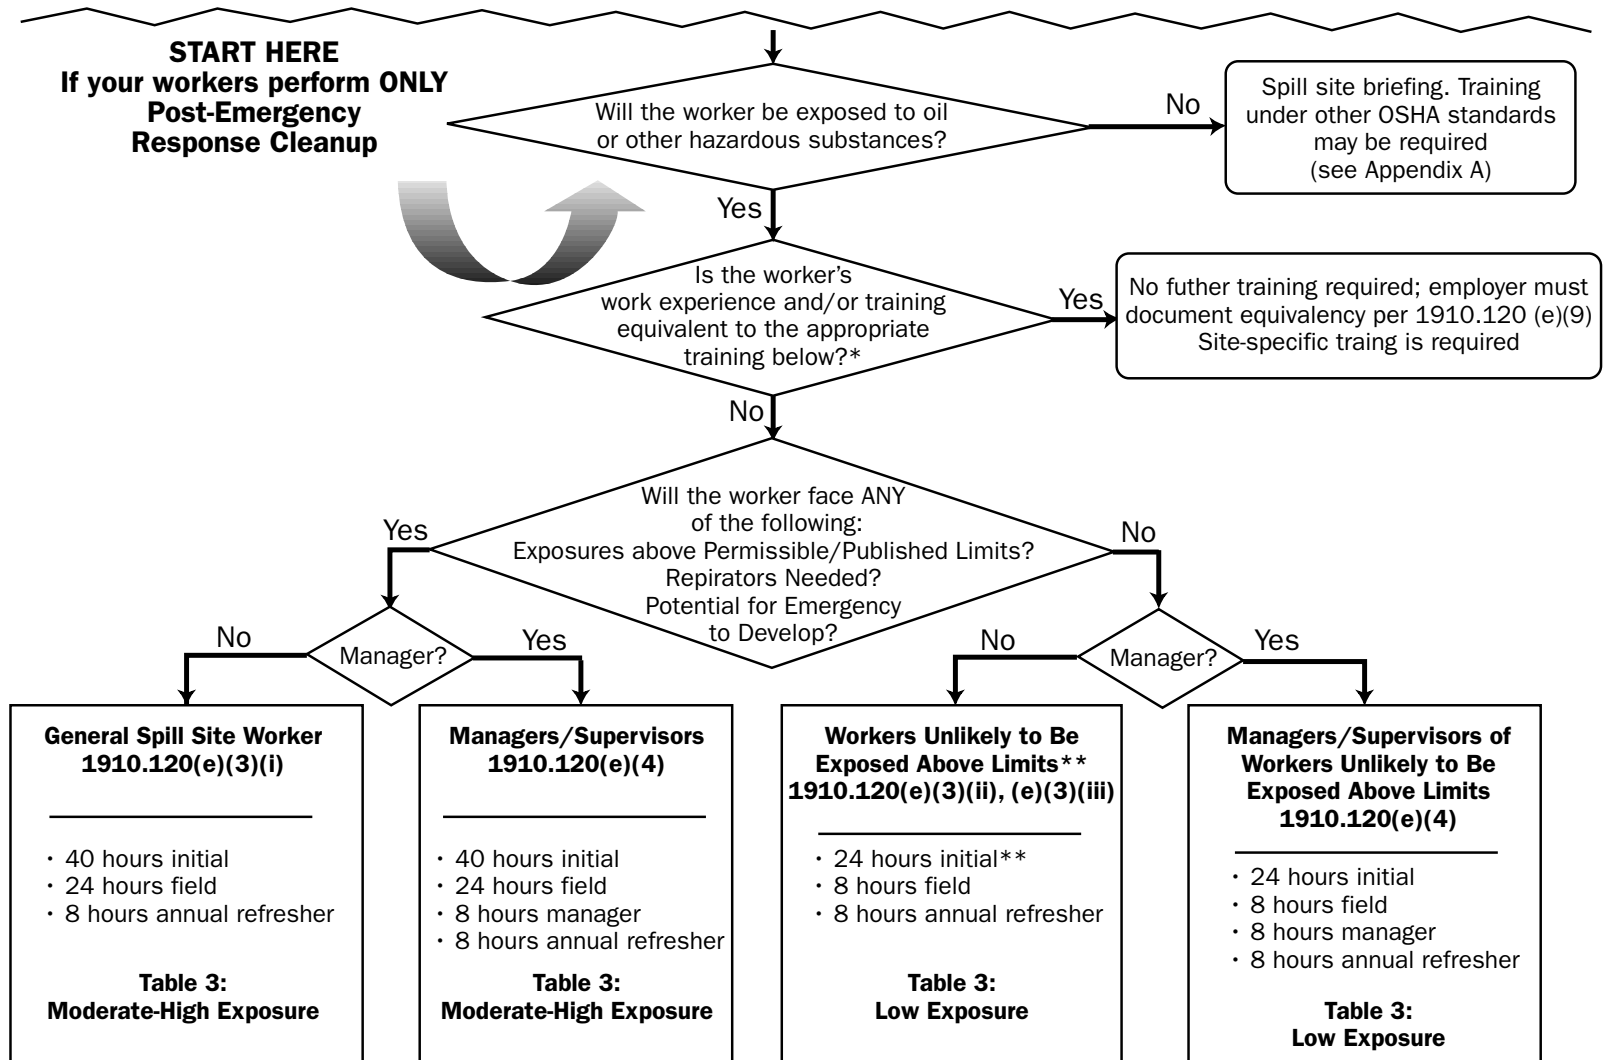 START HERE
If your workers perform ONLY
Post-Emergency
Response Cleanup
Will the worker be exposed to oil
or other hazardous substances?
No
Spill site briefing. Training
under other OSHA standards
may be required
(see Appendix A)
Yes
Is the worker's
work experience and/or training
equivalent to the appropriate
training below?*
Yes
No futher training required; employer must
document equivalency per 1910.120 (e)(9)
Site-specific traing is required
No
Will the worker face ANY
of the following:
Exposures above Permissible/Published Limits?
Repirators Needed?
Potential for Emergency
to Develop?
Yes
No
Manager?
No
Yes
Manager?
No
Yes
General Spill Site Worker
1910.120(e)(3)(i)
· 40 hours initial
· 24 hours field
· 8 hours annual refresher
Table 3:
Moderate-High Exposure
Managers/Supervisors
1910.120(e)(4)
· 40 hours initial
· 24 hours field
· 8 hours manager
· 8 hours annual refresher
Table 3:
Moderate-High Exposure
Workers Unlikely to Be
Exposed Above Limits**
1910.120(e)(3)(ii), (e)(3)(iii)
· 24 hours initial**
· 8 hours field
· 8 hours annual refresher
Table 3:
Low Exposure
Managers/Supervisors of
Workers Unlikely to Be
Exposed Above Limits
1910.120(e)(4)
· 24 hours initial
· 8 hours field
· 8 hours manager
· 8 hours annual refresher
Table 3:
Low Exposure